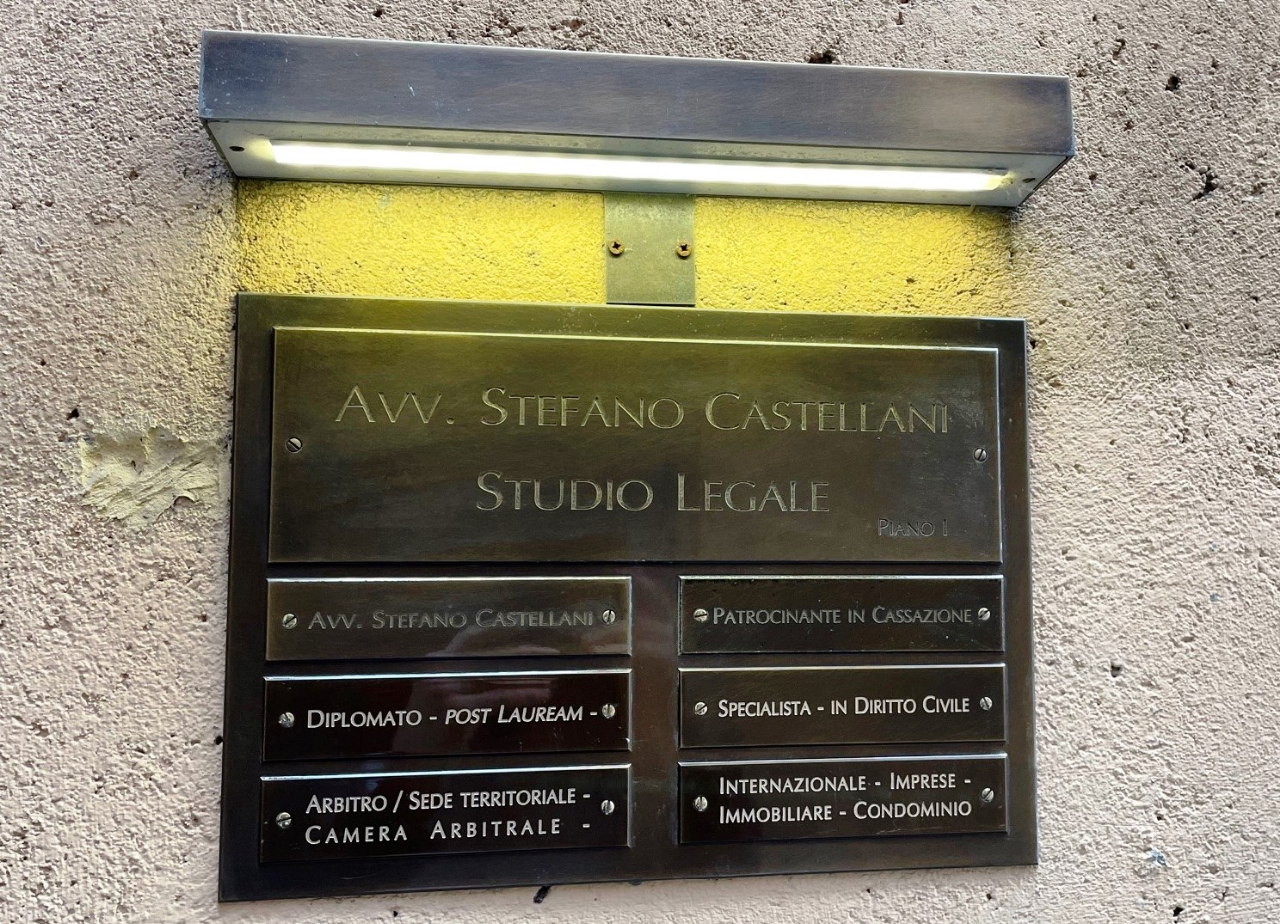 Avv. Stefano Castellani
Studio Legale
Piano I
Avv. Stefano Castellani
Patrocinante in Cassazione
Diplomato - post Lauream -
Specialista - in Diritto Civile
Arbitro / Sede territoriale -
Camera Arbitrale -
Internazionale - Imprese -
Immobiliare - Condominio